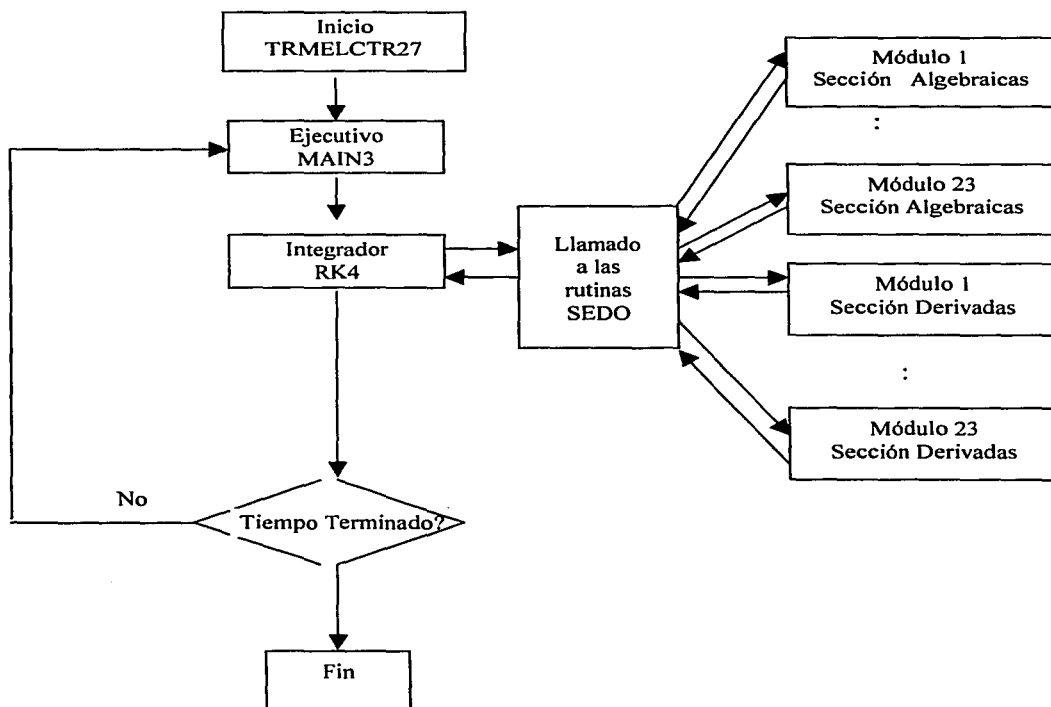 Inicio
TRMELCTR27
Ejecutivo
MAIN3
Integrador
RK4
Llamado
a las
rutinas
SEDO
Módulo 1
Sección Algebraicas
:
Módulo 23
Sección Algebraicas
Módulo 1
Sección Derivadas
:
Módulo 23
Sección Derivadas
No
Tiempo Terminado?
Fin